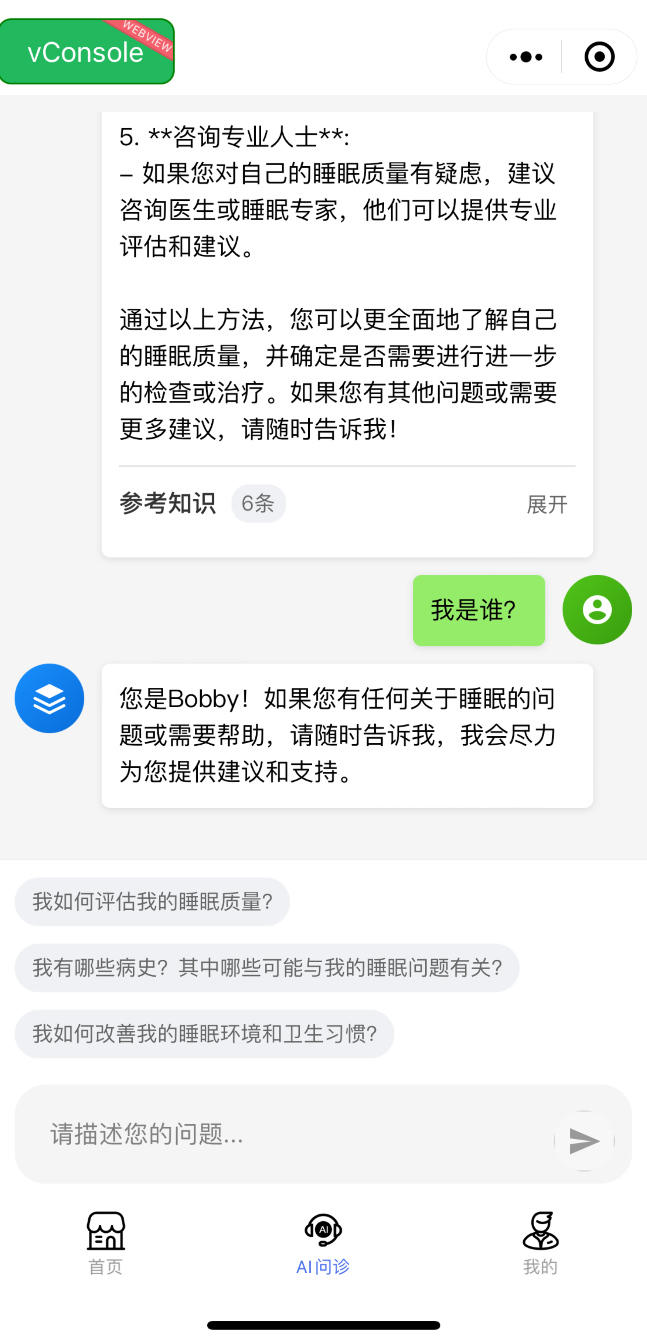 vConsole
WEBVIEW
5. **咨询专业人士**:
– 如果您对自己的睡眠质量有疑虑，建议
咨询医生或睡眠专家，他们可以提供专业
评估和建议。
通过以上方法，您可以更全面地了解自己
的睡眠质量，并确定是否需要进行进一步
的检查或治疗。如果您有其他问题或需要
更多建议，请随时告诉我！
参考知识 6条 展开
我是谁？
您是Bobby！如果您有任何关于睡眠的问
题或需要帮助，请随时告诉我，我会尽力
为您提供建议和支持。
我如何评估我的睡眠质量？
我有哪些病史？其中哪些可能与我的睡眠问题有关？
我如何改善我的睡眠环境和卫生习惯？
请描述您的问题...
AI
首页 AI问诊 我的